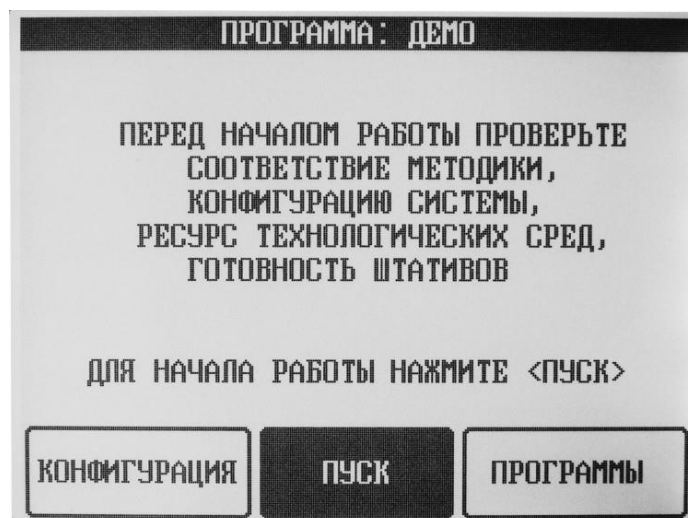 ПРОГРАММА: ДЕМО
ПЕРЕД НАЧАЛОМ РАБОТЫ ПРОВЕРЬТЕ
СООТВЕТСТВИЕ МЕТОДИКИ,
КОНФИГУРАЦИЮ СИСТЕМЫ,
РЕСУРС ТЕХНОЛОГИЧЕСКИХ СРЕД,
ГОТОВНОСТЬ ШТАТИВОВ
ДЛЯ НАЧАЛА РАБОТЫ НАЖМИТЕ <ПУСК>
КОНФИГУРАЦИЯ ПУСК ПРОГРАММЫ